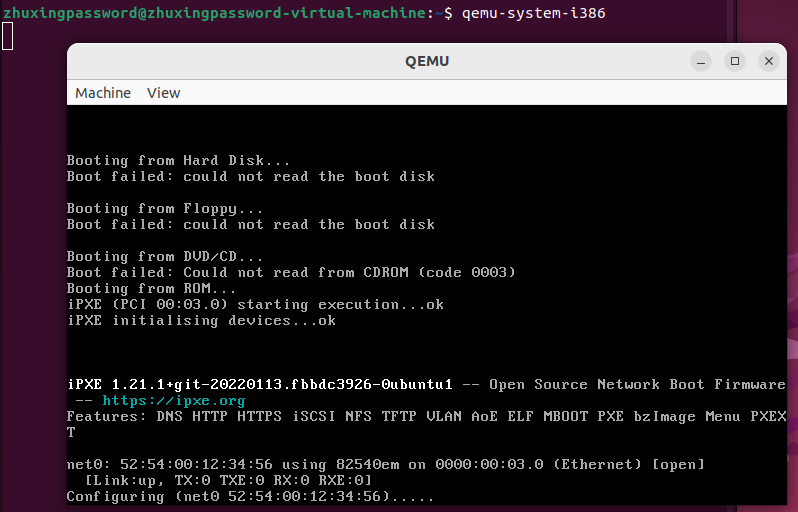 zhuxingpassword@zhuxingpassword-virtual-machine:~$ qemu-system-i386
QEMU
Machine View
Booting from Hard Disk...
Boot failed: could not read the boot disk
Booting from Floppy...
Boot failed: could not read the boot disk
Booting from DVD/CD...
Boot failed: Could not read from CDROM (code 0003)
Booting from ROM...
iPXE (PCI 00:03.0) starting execution...ok
iPXE initialising devices...ok
iPXE 1.21.1+git-20220113.fbbdc3926-0ubuntu1 -- Open Source Network Boot Firmware
-- https://ipxe.org
Features: DNS HTTP HTTPS iSCSI NFS TFTP VLAN AoE ELF MBOOT PXE bzImage Menu PXEX
T
net0: 52:54:00:12:34:56 using 82540em on 0000:00:03.0 (Ethernet) [open]
[Link:up, TX:0 TXE:0 RX:0 RXE:0]
Configuring (net0 52:54:00:12:34:56).....